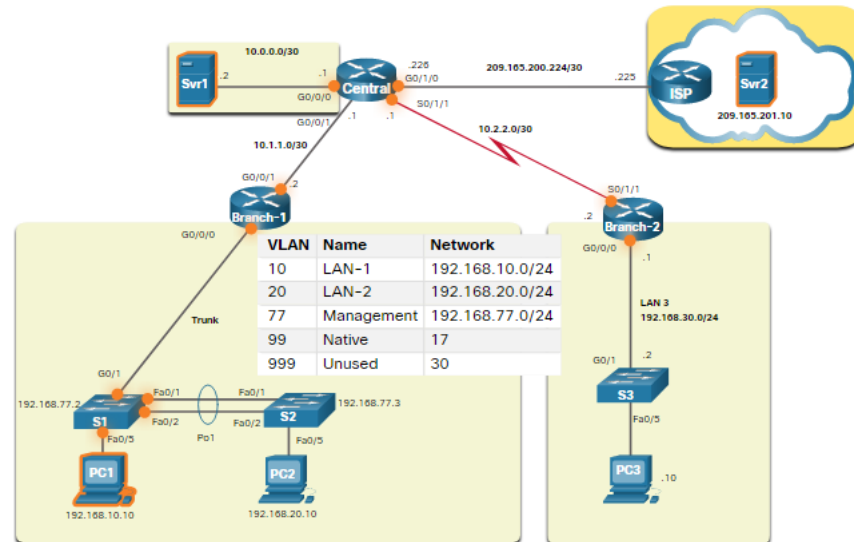 10.0.0.0/30
Svr1
.2
.1
G0/0/0
Central
.226
G0/1/0
209.165.200.224/30
.225
ISP
Svr2
209.165.201.10
G0/0/1
.1
.1
S0/1/1
10.1.1.0/30
10.2.2.0/30
G0/0/1
.2
Branch-1
S0/1/1
.2
Branch-2
G0/0/0
G0/0/0
.1
VLAN Name Network
10 LAN-1 192.168.10.0/24
20 LAN-2 192.168.20.0/24
77 Management 192.168.77.0/24
99 Native 17
999 Unused 30
Trunk
LAN 3
192.168.30.0/24
G0/1
192.168.77.2
S1
Fa0/1
Fa0/1
Fa0/2
Fa0/2
Po1
S2
192.168.77.3
Fa0/5
Fa0/5
PC1
192.168.10.10
PC2
192.168.20.10
G0/1
.2
S3
Fa0/5
PC3
.10